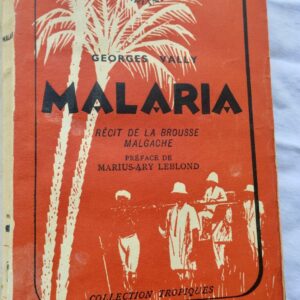 GEORGES VALLY
MALARIA
RÉCIT DE LA BROUSSE
MALGACHE
PRÉFACE DE
MARIUS-ARY LEBLOND
COLLECTION TROPIQUES